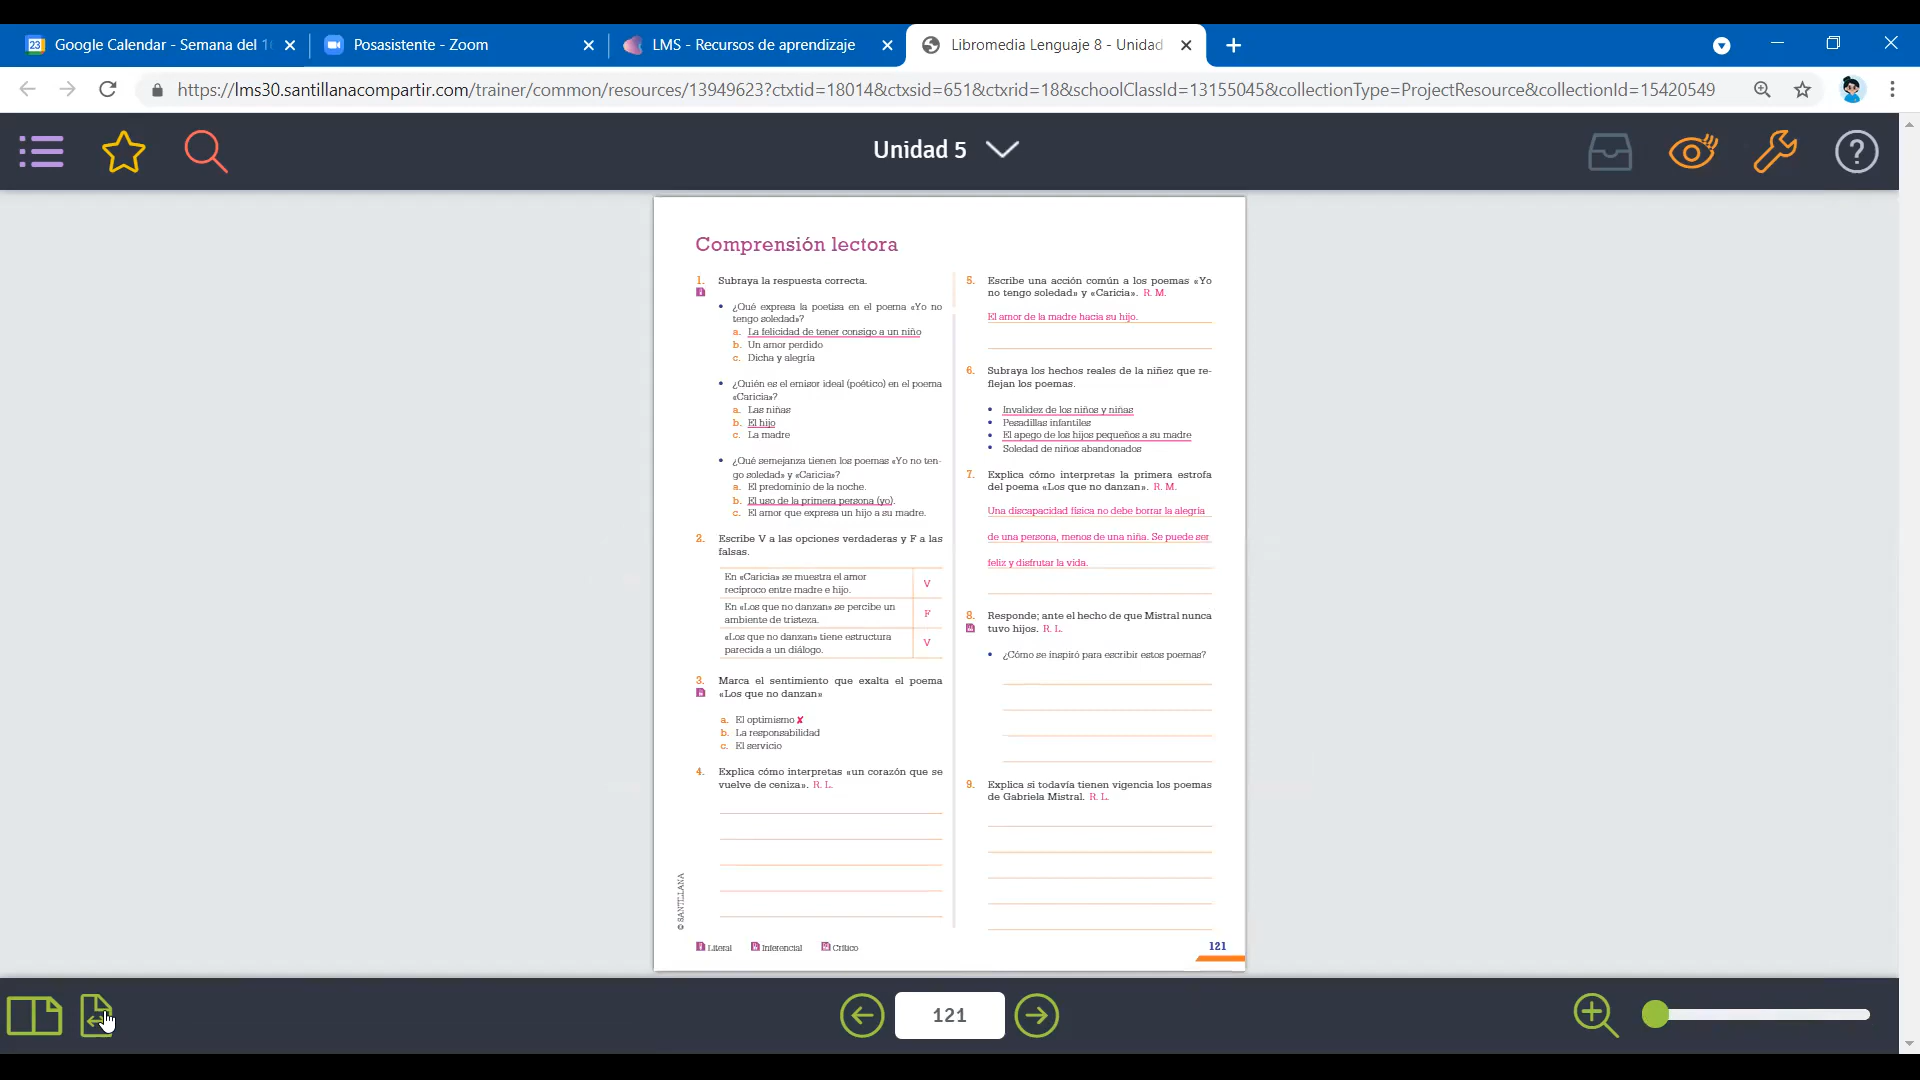 23 Google Calendar - Semana del 1
Posasistente - Zoom
LMS - Recursos de aprendizaje
Libromedia Lenguaje 8 - Unidad
https://lms30.santillanacompartir.com/trainer/common/resources/13949623?ctxtid=18014&ctxsid=651&ctxrid=18&schoolClassId=13155045&collectionType=ProjectResource&collectionId=15420549
Unidad 5
Comprensión lectora
1. Subraya la respuesta correcta.
• ¿Qué expresa la poetisa en el poema «Yo no
tengo soledad»?
a. La felicidad de tener consigo a un niño
b. Un amor perdido
c. Dicha y alegría
• ¿Quién es el emisor ideal (poético) en el poema
«Caricia»?
a. Las niñas
b. El hijo
c. La madre
• ¿Qué semejanza tienen los poemas «Yo no ten-
go soledad» y «Caricia»?
a. El predominio de la noche.
b. El uso de la primera persona (yo).
c. El amor que expresa un hijo a su madre.
2. Escribe V a las opciones verdaderas y F a las
falsas.
En «Caricia» se muestra el amor
recíproco entre madre e hijo. V
En «Los que no danzan» se percibe un
ambiente de tristeza. F
«Los que no danzan» tiene estructura
parecida a un diálogo. V
3. Marca el sentimiento que exalta el poema
«Los que no danzan»
a. El optimismo ✗
b. La responsabilidad
c. El servicio
4. Explica cómo interpretas «un corazón que se
vuelve de ceniza». R. L.
5. Escribe una acción común a los poemas «Yo
no tengo soledad» y «Caricia». R. M.
El amor de la madre hacia su hijo.
6. Subraya los hechos reales de la niñez que re-
flejan los poemas.
• Invalidez de los niños y niñas
• Pesadillas infantiles
• El apego de los hijos pequeños a su madre
• Soledad de niños abandonados
7. Explica cómo interpretas la primera estrofa
del poema «Los que no danzan». R. M.
Una discapacidad física no debe borrar la alegría
de una persona, menos de una niña. Se puede ser
feliz y disfrutar la vida.
8. Responde; ante el hecho de que Mistral nunca
tuvo hijos. R. L.
• ¿Cómo se inspiró para escribir estos poemas?
9. Explica si todavía tienen vigencia los poemas
de Gabriela Mistral. R. L.
© SANTILLANA
Literal Inferencial Crítico
121
121